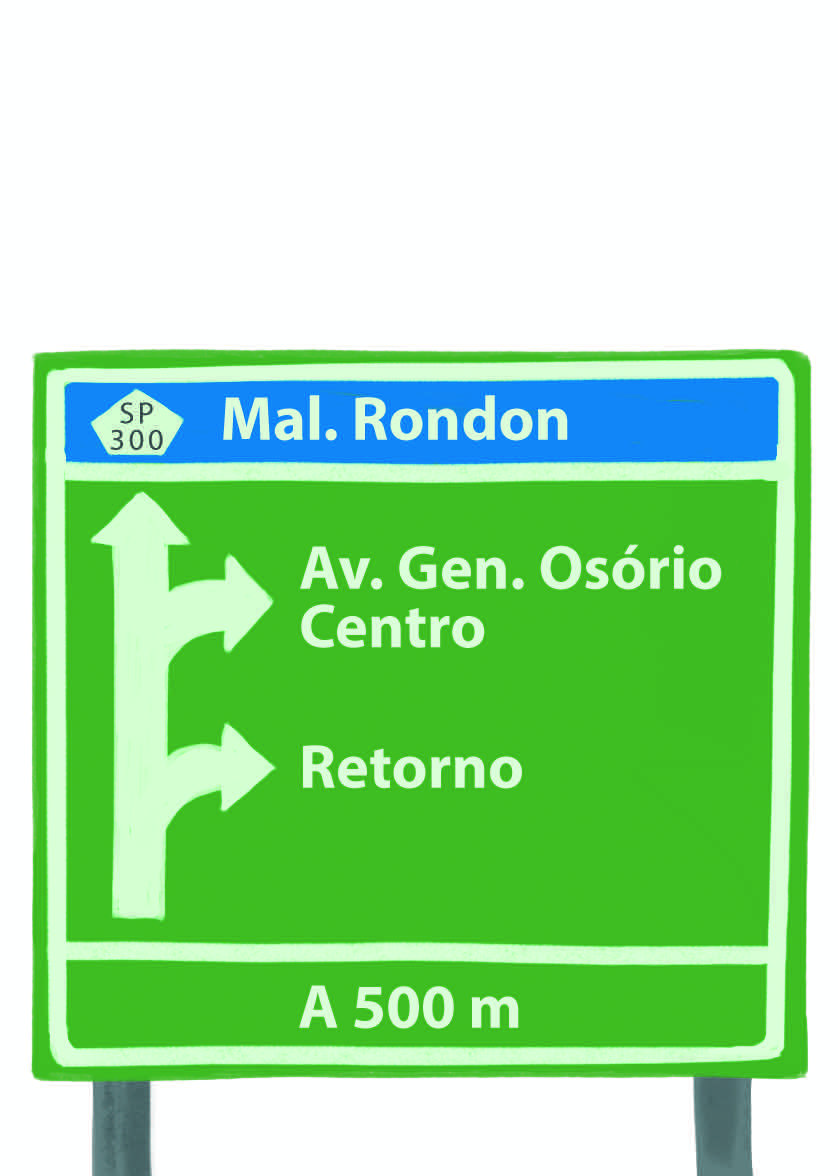 SP
300
Mal. Rondon
Av. Gen. Osório
Centro
Retorno
A 500 m